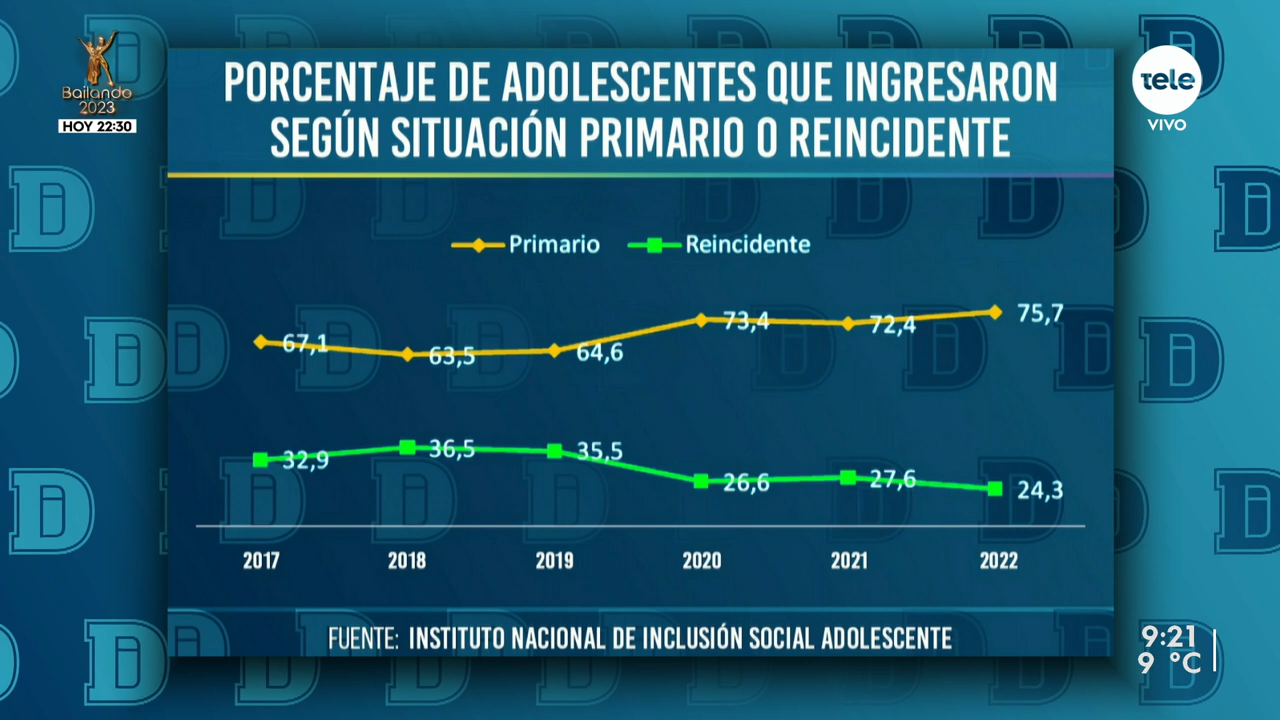 Bailando
2023
HOY 22:30
tele
VIVO
PORCENTAJE DE ADOLESCENTES QUE INGRESARON
SEGÚN SITUACIÓN PRIMARIO O REINCIDENTE
Primario
Reincidente
67,1
63,5
64,6
73,4
72,4
75,7
32,9
36,5
35,5
26,6
27,6
24,3
2017
2018
2019
2020
2021
2022
FUENTE: INSTITUTO NACIONAL DE INCLUSIÓN SOCIAL ADOLESCENTE
9:21
9 °C